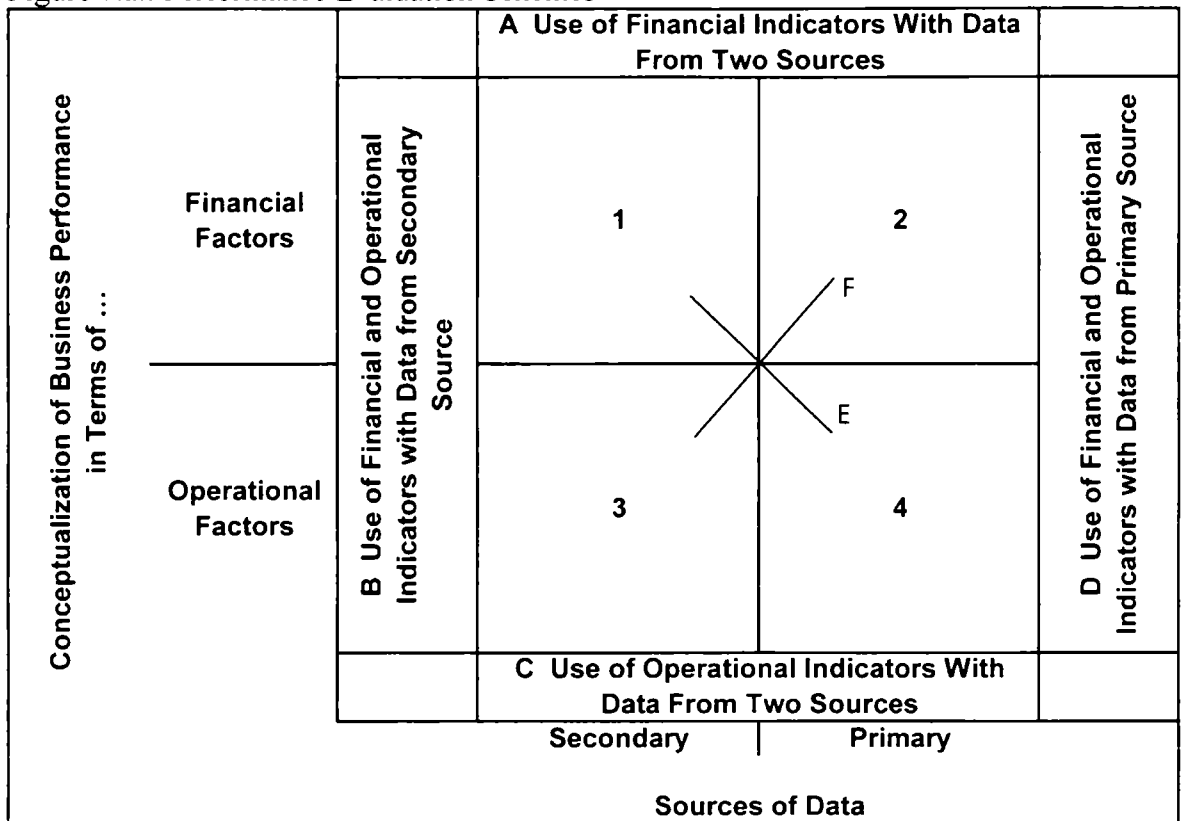 A Use of Financial Indicators With Data
From Two Sources
Conceptualization of Business Performance
in Terms of ...
Financial
Factors
Operational
Factors
B Use of Financial and Operational
Indicators with Data from Secondary
Source
1
2
F
E
3
4
D Use of Financial and Operational
Indicators with Data from Primary Source
C Use of Operational Indicators With
Data From Two Sources
Secondary
Primary
Sources of Data